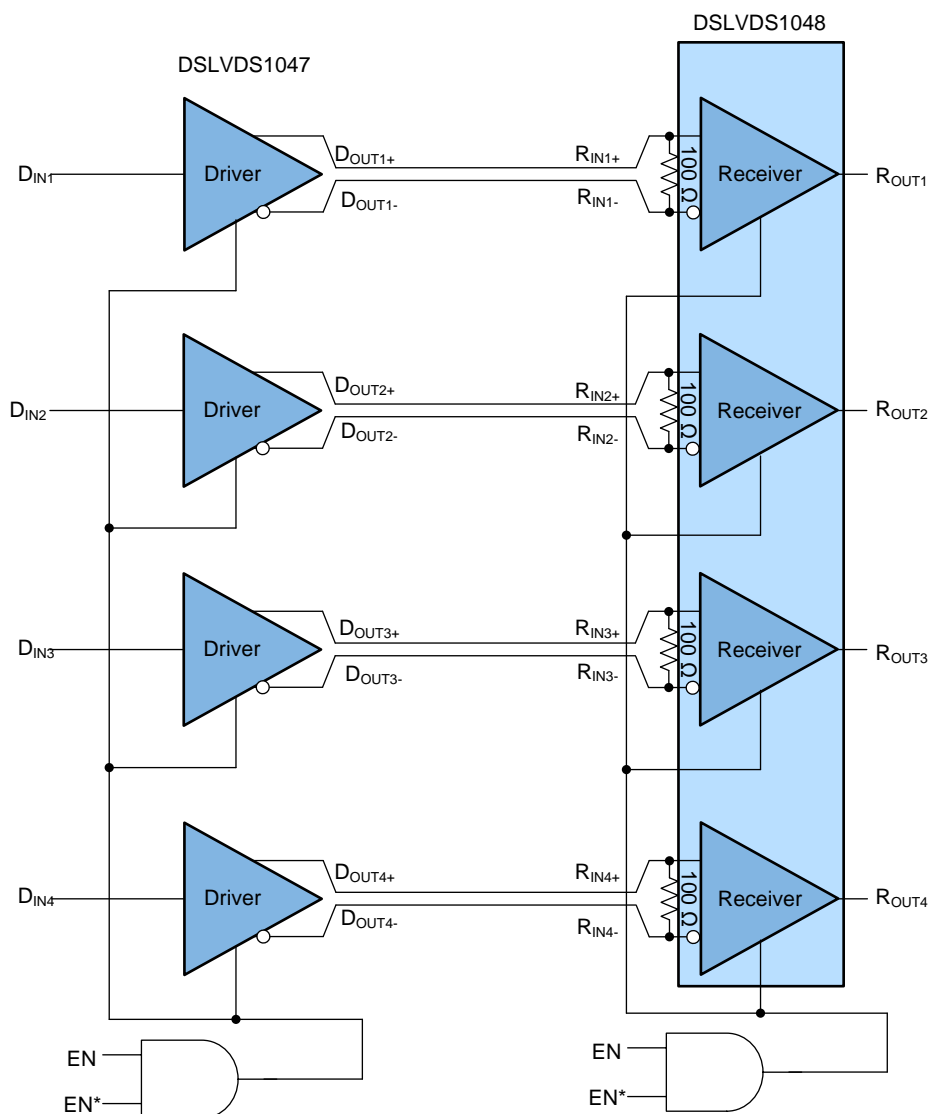 DSLVDS1048
DSLVDS1047
DIN1 Driver DOUT1+ DOUT1- RIN1+ RIN1- 100 Ω Receiver ROUT1
DIN2 Driver DOUT2+ DOUT2- RIN2+ RIN2- 100 Ω Receiver ROUT2
DIN3 Driver DOUT3+ DOUT3- RIN3+ RIN3- 100 Ω Receiver ROUT3
DIN4 Driver DOUT4+ DOUT4- RIN4+ RIN4- 100 Ω Receiver ROUT4
EN EN
EN* EN*